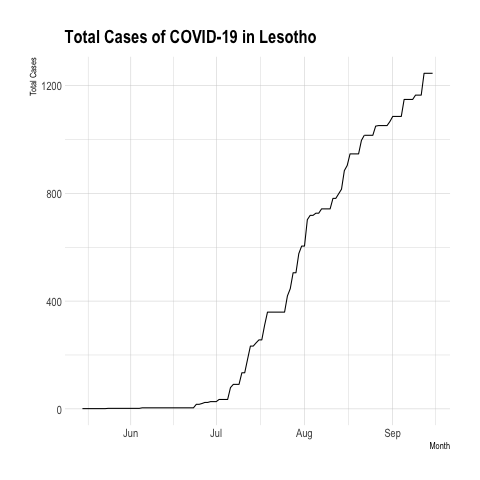 Total Cases of COVID-19 in Lesotho
Total Cases
1200
800
400
0
Jun Jul Aug Sep
Month